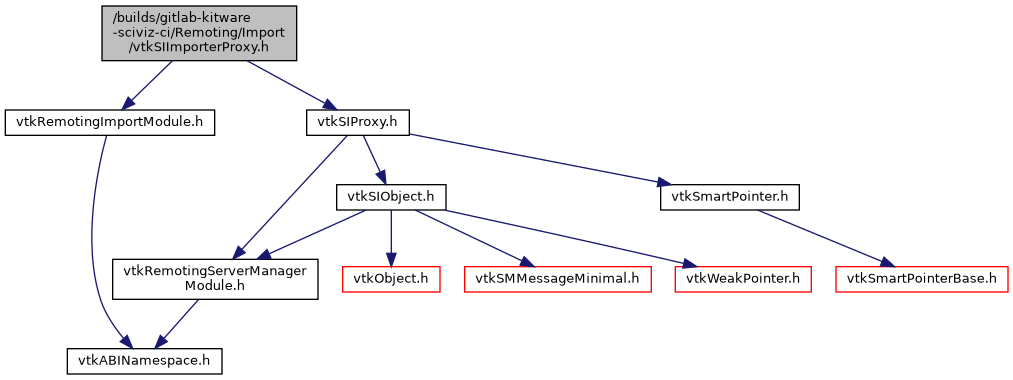 /builds/gitlab-kitware
-sciviz-ci/Remoting/Import
/vtkSIImporterProxy.h
vtkRemotingImportModule.h
vtkSIProxy.h
vtkSIObject.h
vtkSmartPointer.h
vtkRemotingServerManager
Module.h
vtkObject.h
vtkSMMessageMinimal.h
vtkWeakPointer.h
vtkSmartPointerBase.h
vtkABINamespace.h